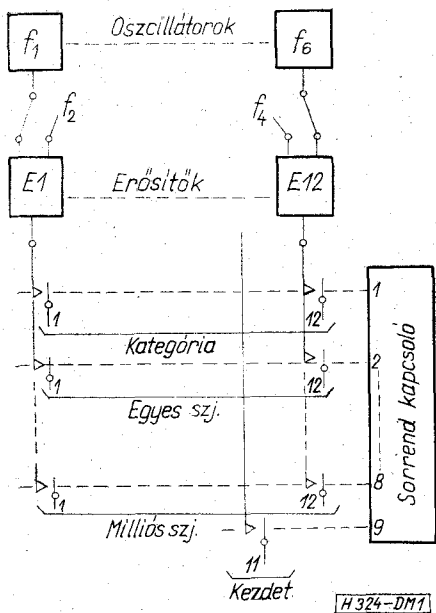 Oszcillátorok
f1
f6
f2
f4
E1
Erősítők
E12
1
12
1
Kategória
1
12
2
Egyes szj.
Sorrend kapcsoló
1
12
8
Milliós szj.
9
11
Kezdet
H324-DM1